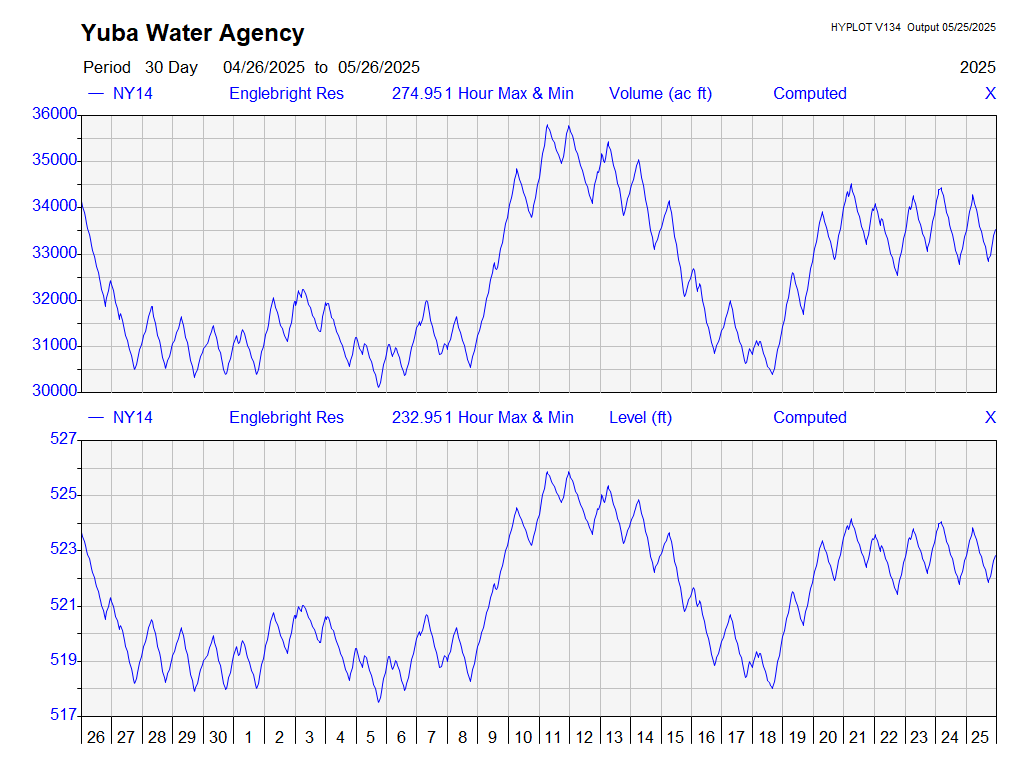 Yuba Water Agency
HYPLOT V134 Output 05/25/2025
Period 30 Day 04/26/2025 to 05/26/2025 2025
NY14 Englebright Res 274.951 Hour Max & Min Volume (ac ft) Computed X
36000
35000
34000
33000
32000
31000
30000
NY14 Englebright Res 232.951 Hour Max & Min Level (ft) Computed X
527
525
523
521
519
517
26 27 28 29 30 1 2 3 4 5 6 7 8 9 10 11 12 13 14 15 16 17 18 19 20 21 22 23 24 25